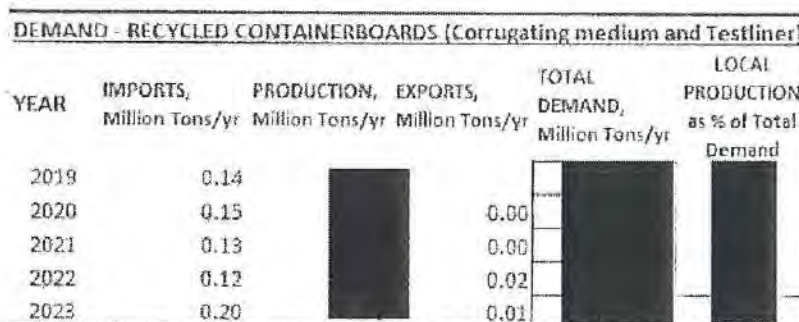 DEMAND - RECYCLED CONTAINERBOARDS (Corrugating medium and Testliner)
YEAR IMPORTS, Million Tons/yr PRODUCTION, Million Tons/yr EXPORTS, Million Tons/yr TOTAL DEMAND, Million Tons/yr LOCAL PRODUCTION as % of Total Demand
2019 0.14
2020 0.15 0.00
2021 0.13 0.00
2022 0.12 0.02
2023 0.20 0.01